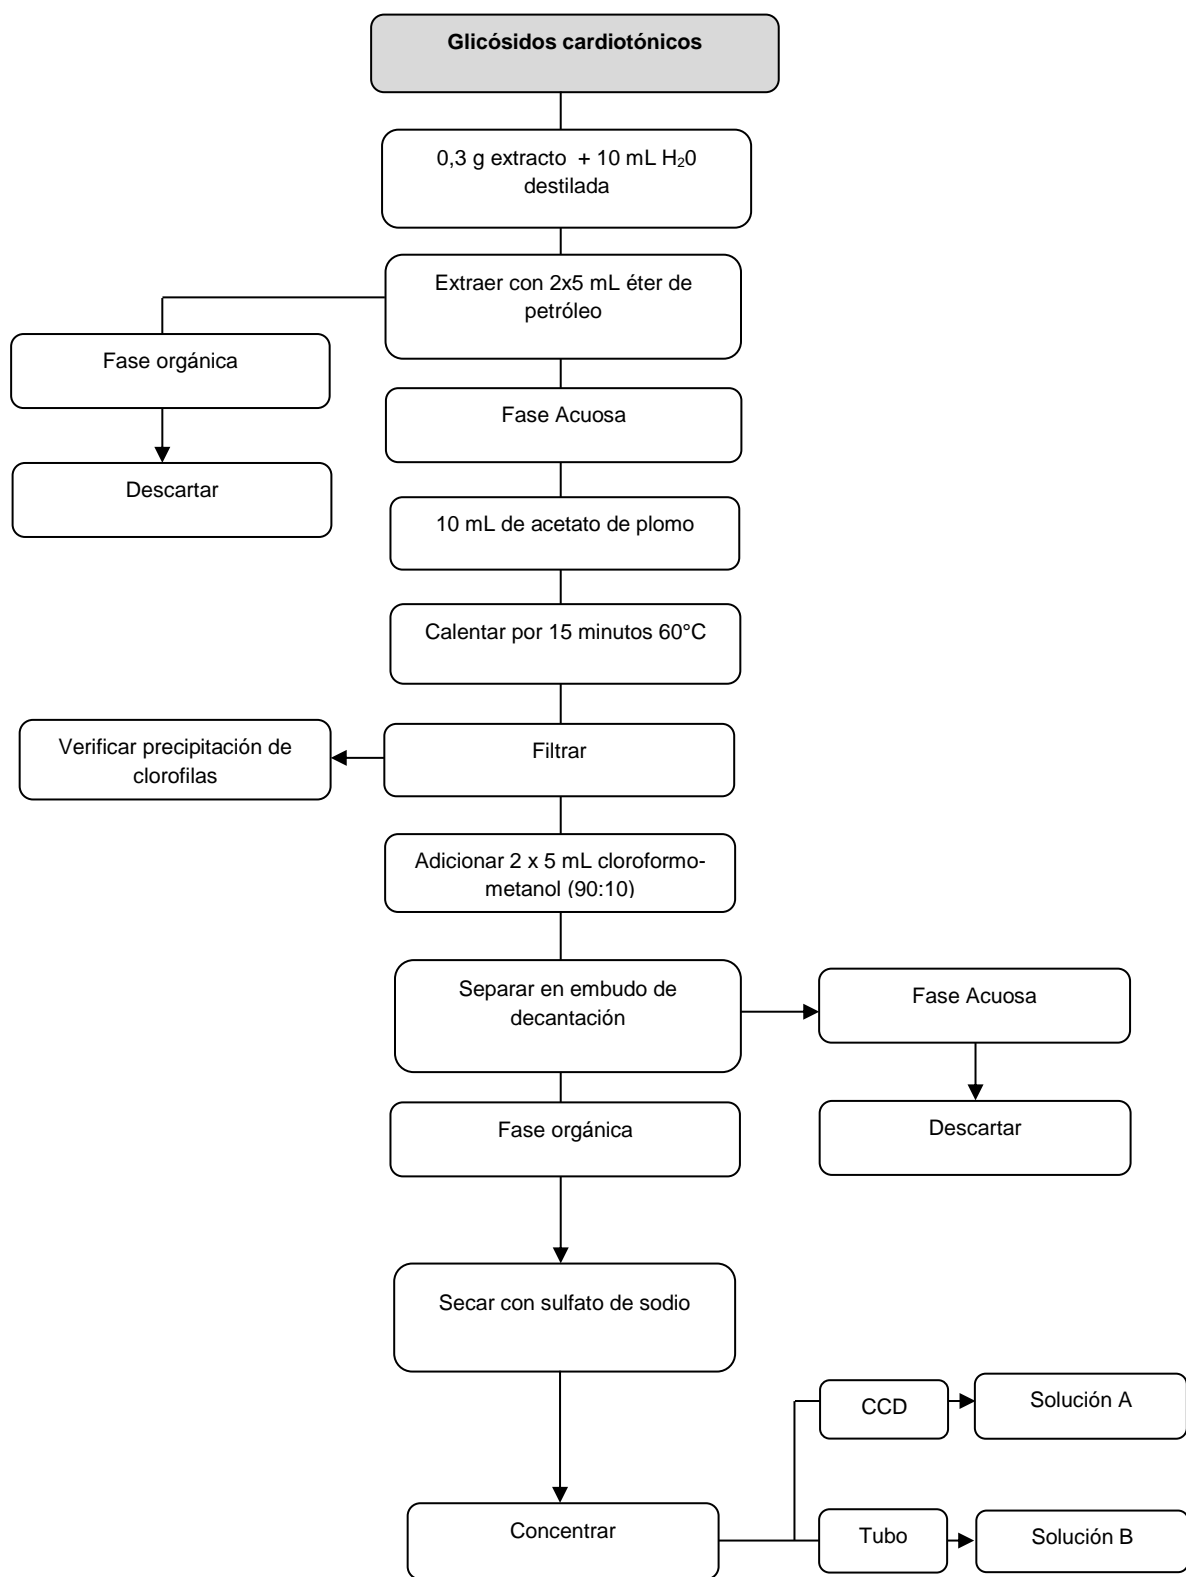 Glicósidos cardiotónicos
0,3 g extracto + 10 mL H₂0
destilada
Extraer con 2x5 mL éter de
petróleo
Fase orgánica
Descartar
Fase Acuosa
10 mL de acetato de plomo
Calentar por 15 minutos 60°C
Filtrar
Verificar precipitación de
clorofilas
Adicionar 2 x 5 mL cloroformo-
metanol (90:10)
Separar en embudo de
decantación
Fase Acuosa
Descartar
Fase orgánica
Secar con sulfato de sodio
Concentrar
CCD
Solución A
Tubo
Solución B